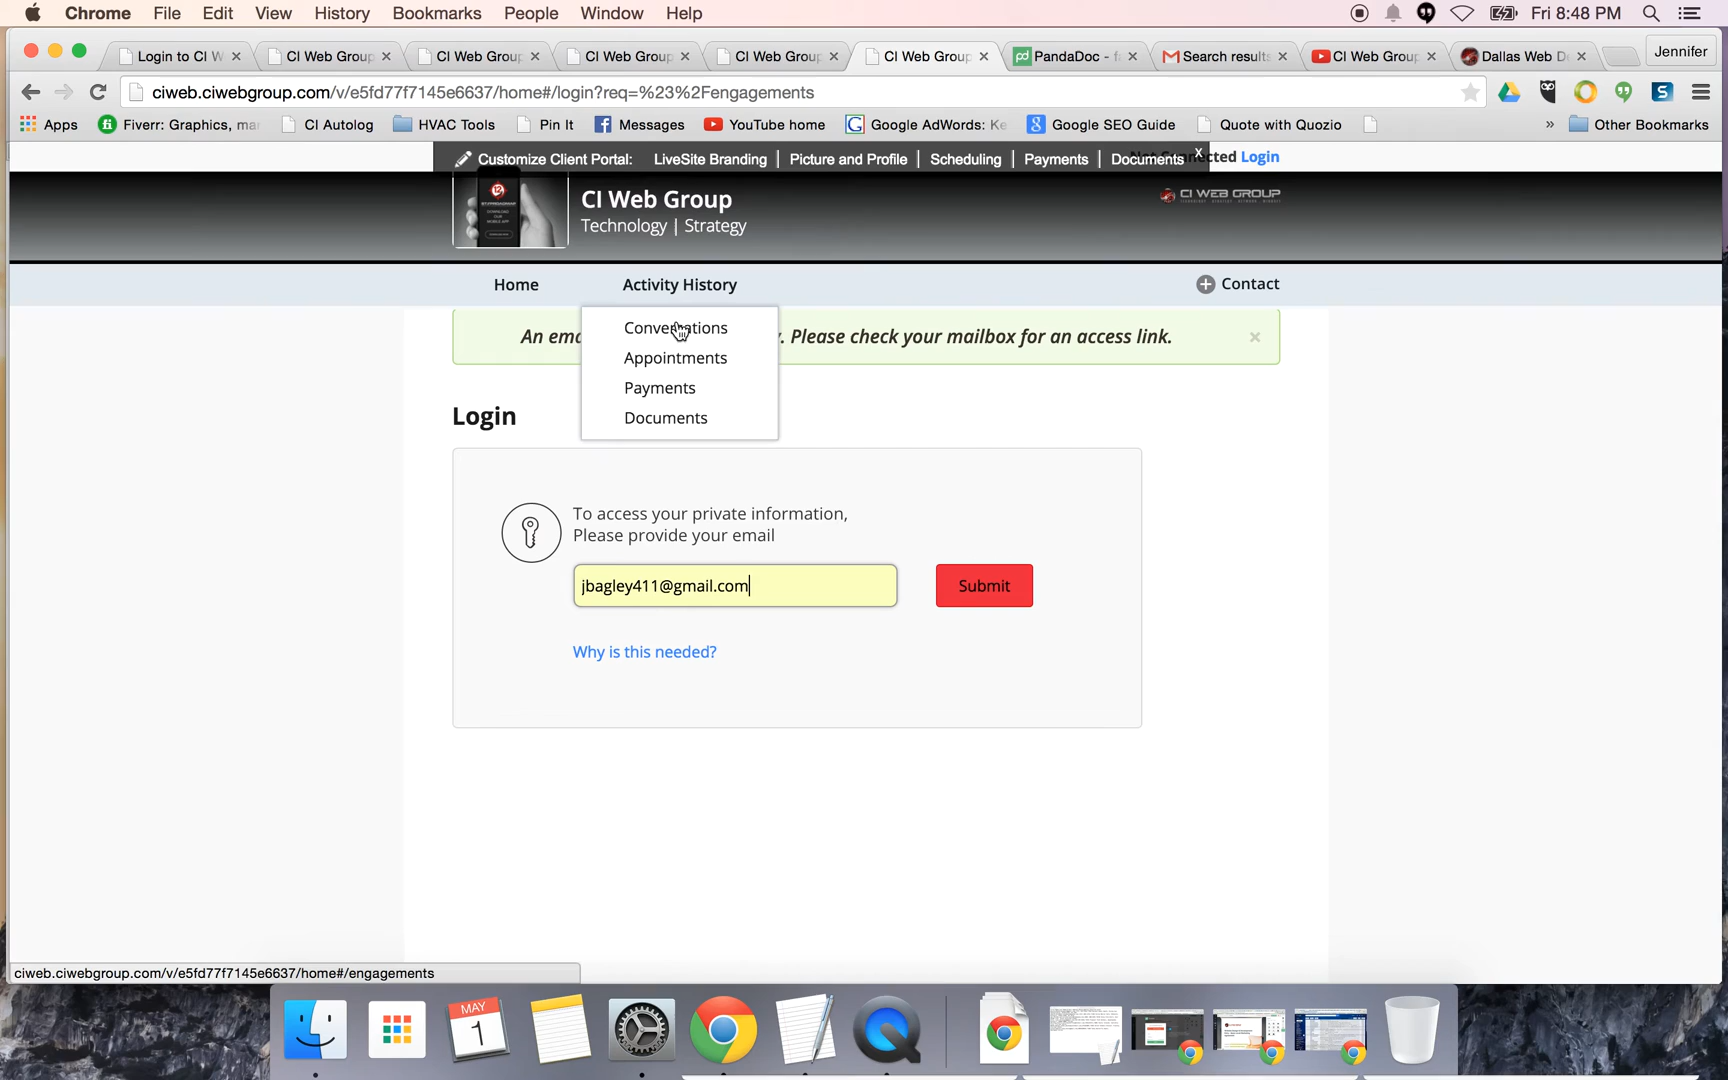 Chrome File Edit View History Bookmarks People Window Help Fri 8:48 PM
Login to CI W CI Web Group CI Web Group CI Web Group CI Web Group CI Web Group PandaDoc - Search results CI Web Group Dallas Web D Jennifer
ciweb.ciwebgroup.com/v/e5fd77f7145e6637/home#/login?req=%23%2Fengagements
Apps Fiverr: Graphics, mar CI Autolog HVAC Tools Pin It Messages YouTube home Google AdWords: Ke Google SEO Guide Quote with Quozio » Other Bookmarks
Customize Client Portal: LiveSite Branding | Picture and Profile | Scheduling | Payments | Documents X Login
CI Web Group
Technology | Strategy
CI WEB GROUP
Home Activity History Contact
Conversations
Appointments
Payments
Documents
An ema . Please check your mailbox for an access link. ×
Login
To access your private information,
Please provide your email
jbagley411@gmail.com
Submit
Why is this needed?
ciweb.ciwebgroup.com/v/e5fd77f7145e6637/home#/engagements
MAY
1